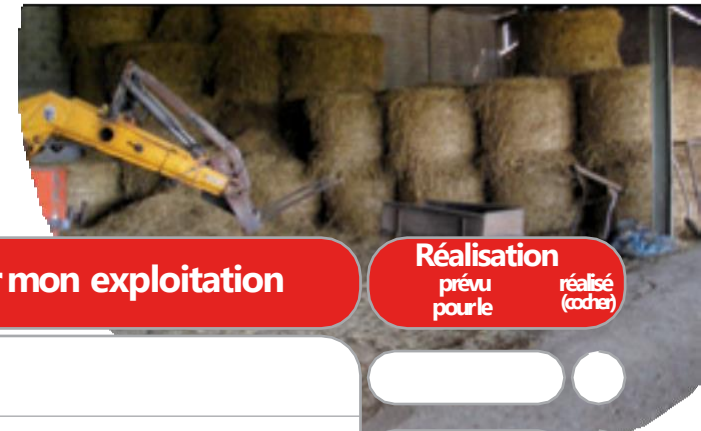 mon exploitation
Réalisation
prévu
pour le
réalisé
(cocher)